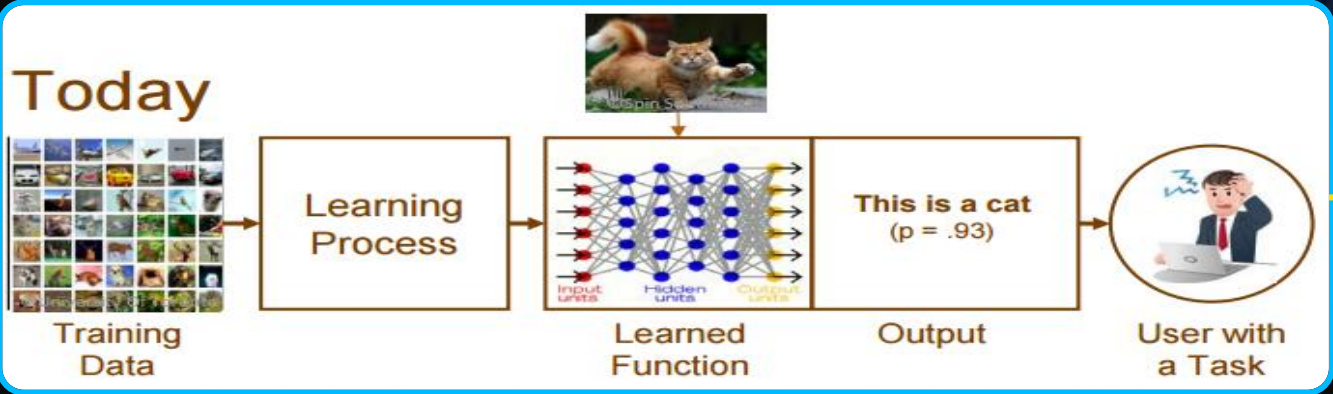 Today
Learning
Process
Input
units
Hidden
units
Output
units
This is a cat
(p = .93)
Training
Data
Learned
Function
Output
User with
a Task